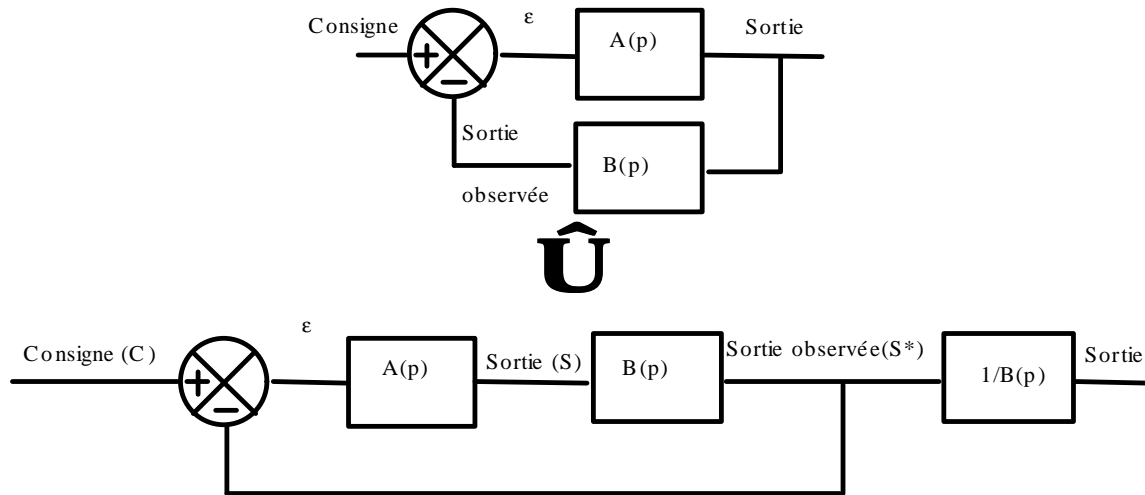 Consigne
ε
A(p)
Sortie
+
−
Sortie
observée
B(p)
Û
Consigne (C)
ε
+
−
A(p)
Sortie (S)
B(p)
Sortie observée(S*)
1/B(p)
Sortie